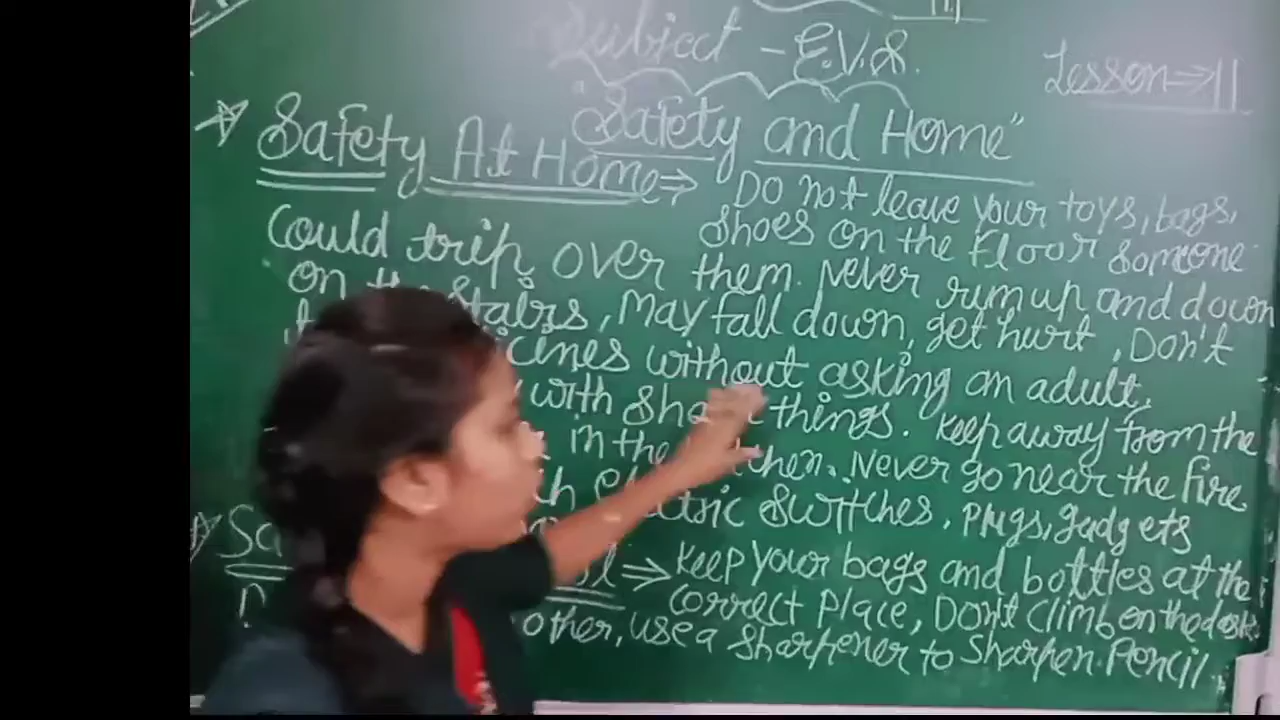 Subject - E.V.S.
Lesson⇒11
"Safety and Home"
Safety At Home⇒ Do not leave your toys, bags,
Shoes on the floor someone
Could trip over them. Never run up and down
on the stairs, May fall down, get hurt, Don't
without asking an adult,
with things. Keep away from the
in the Never go near the fire
Switches, Plugs, gadgets
⇒ Keep your bags and bottles at the
correct Place, Don't climb on the desk.
other, use a Sharpener to Sharpen Pencil.